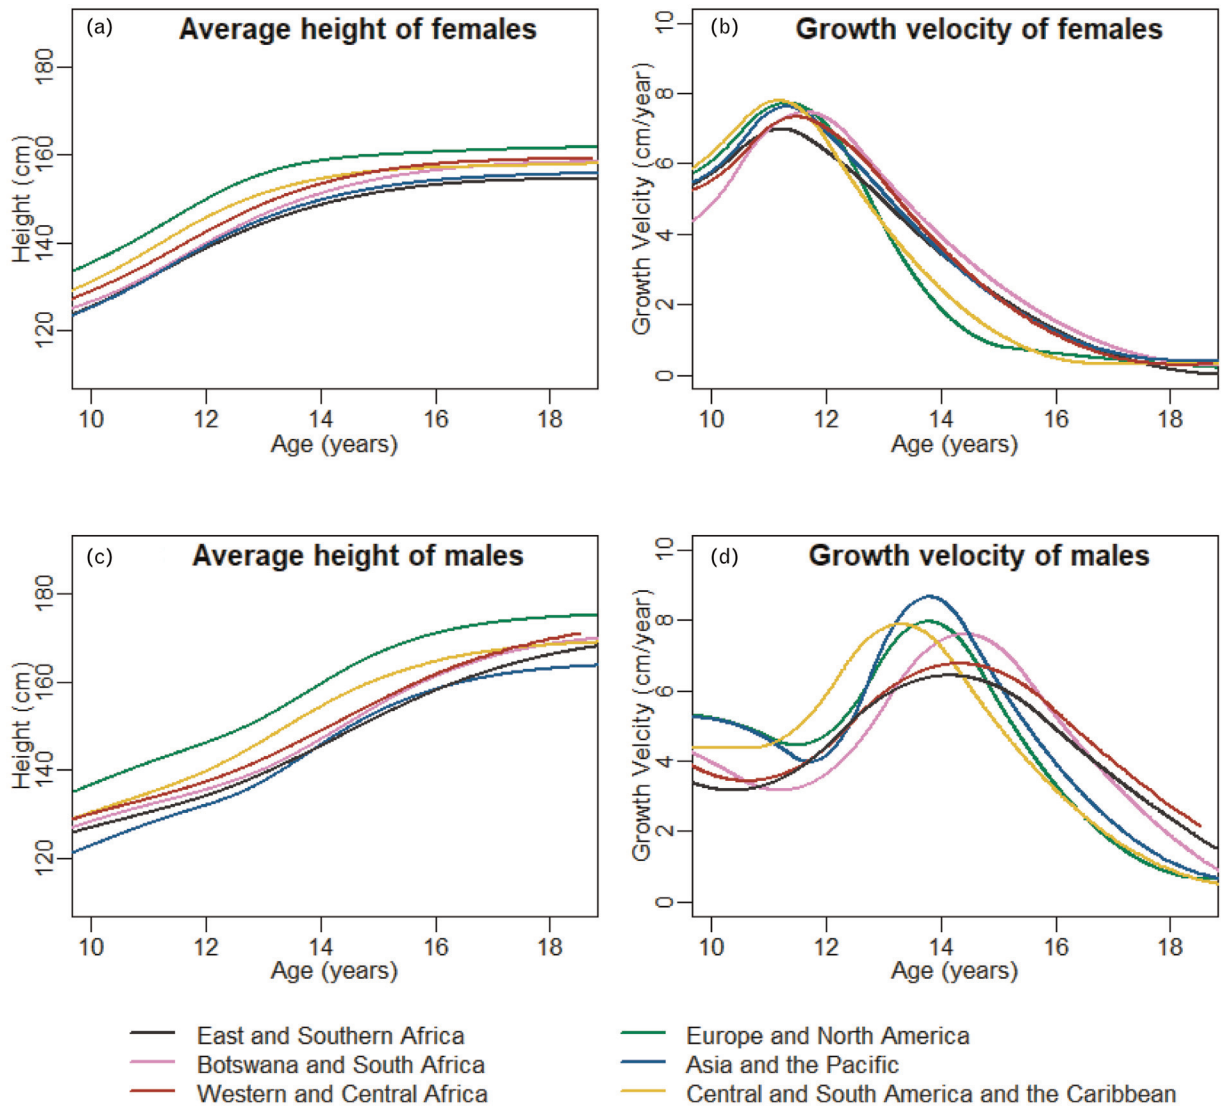 (a) Average height of females
Height (cm)
180
160
140
120
10 12 14 16 18
Age (years)
(b) Growth velocity of females
Growth Velcity (cm/year)
10
8
6
4
2
0
10 12 14 16 18
Age (years)
(c) Average height of males
Height (cm)
180
160
140
120
10 12 14 16 18
Age (years)
(d) Growth velocity of males
Growth Velcity (cm/year)
10
8
6
4
2
0
10 12 14 16 18
Age (years)
East and Southern Africa
Botswana and South Africa
Western and Central Africa
Europe and North America
Asia and the Pacific
Central and South America and the Caribbean